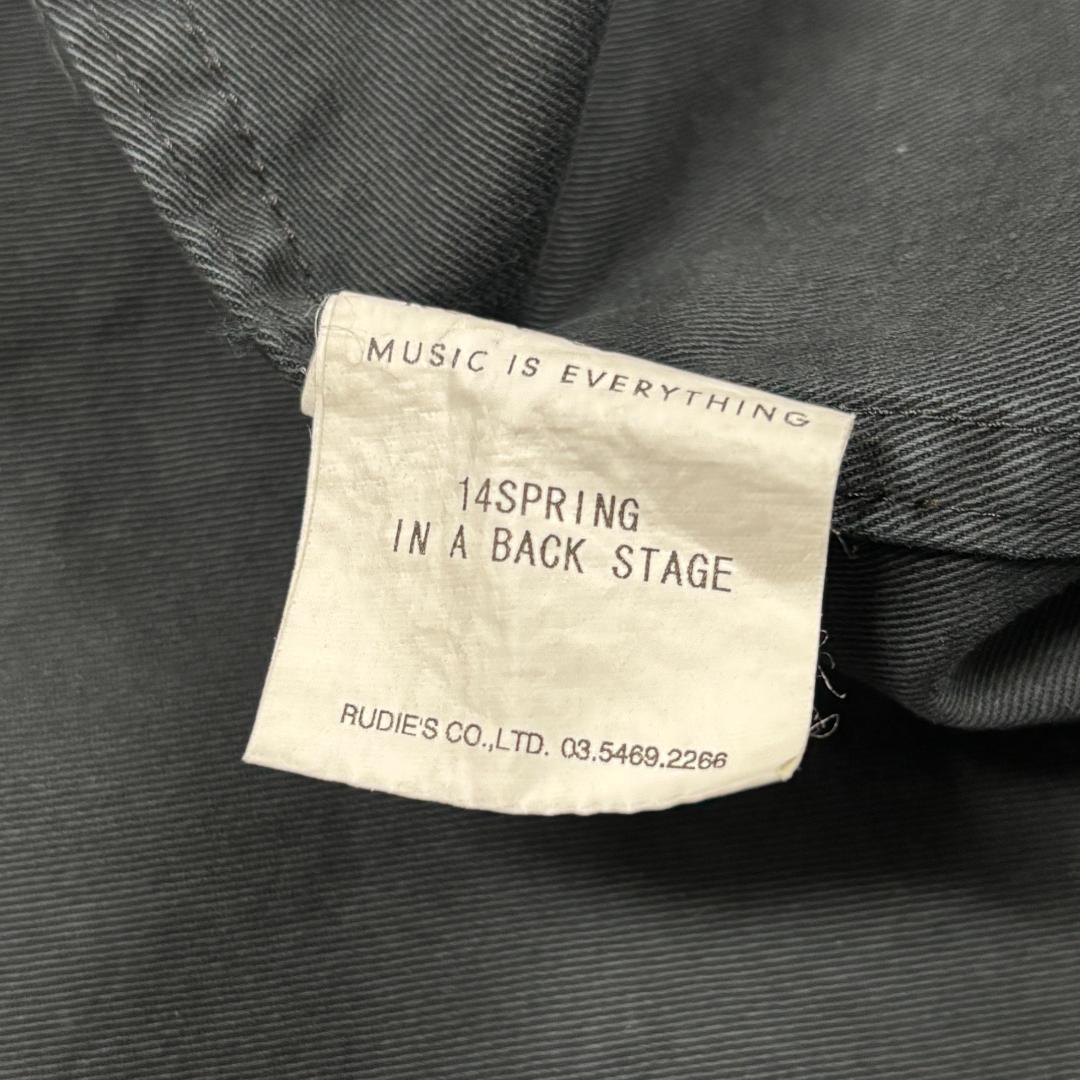 MUSIC IS EVERYTHING
14SPRING
IN A BACK STAGE
RUDIE'S CO.,LTD. 03.5469.2266